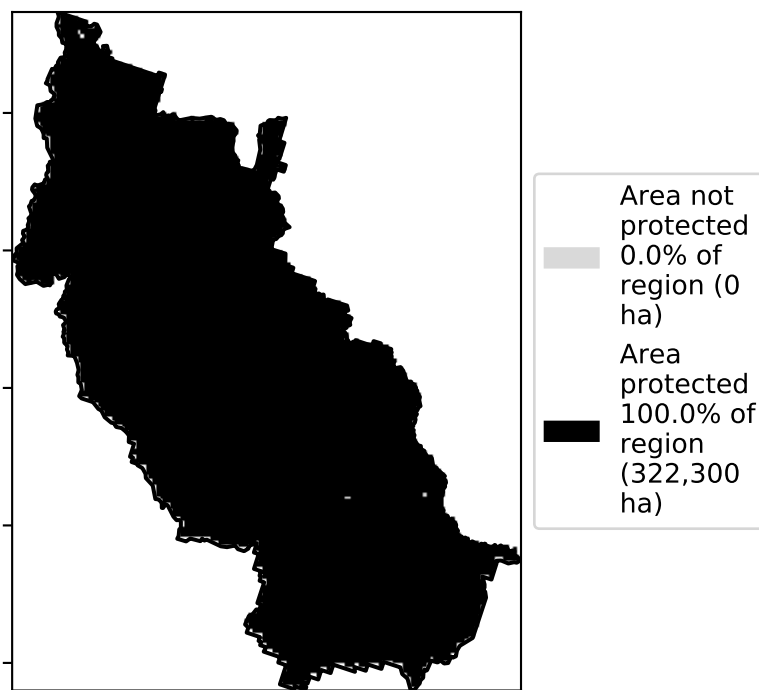 Area not
protected
0.0% of
region (0
ha)
Area
protected
100.0% of
region
(322,300
ha)